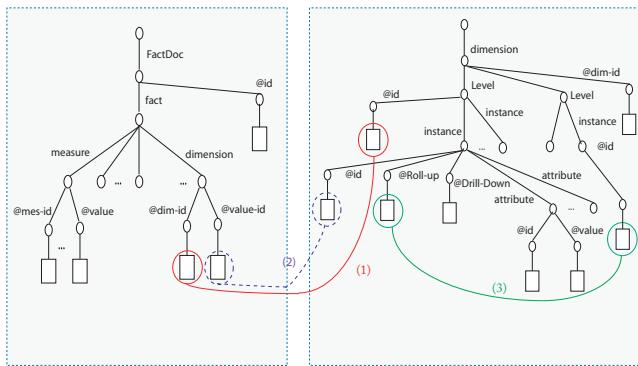 FactDoc
@id
fact
measure
dimension
...
...
@mes-id
@value
@dim-id
@value-id
...
(2)
(1)
dimension
@dim-id
Level
Level
@id
instance
instance
instance
...
@id
@id
@Roll-up
@Drill-Down
attribute
attribute
...
@id
@value
(3)